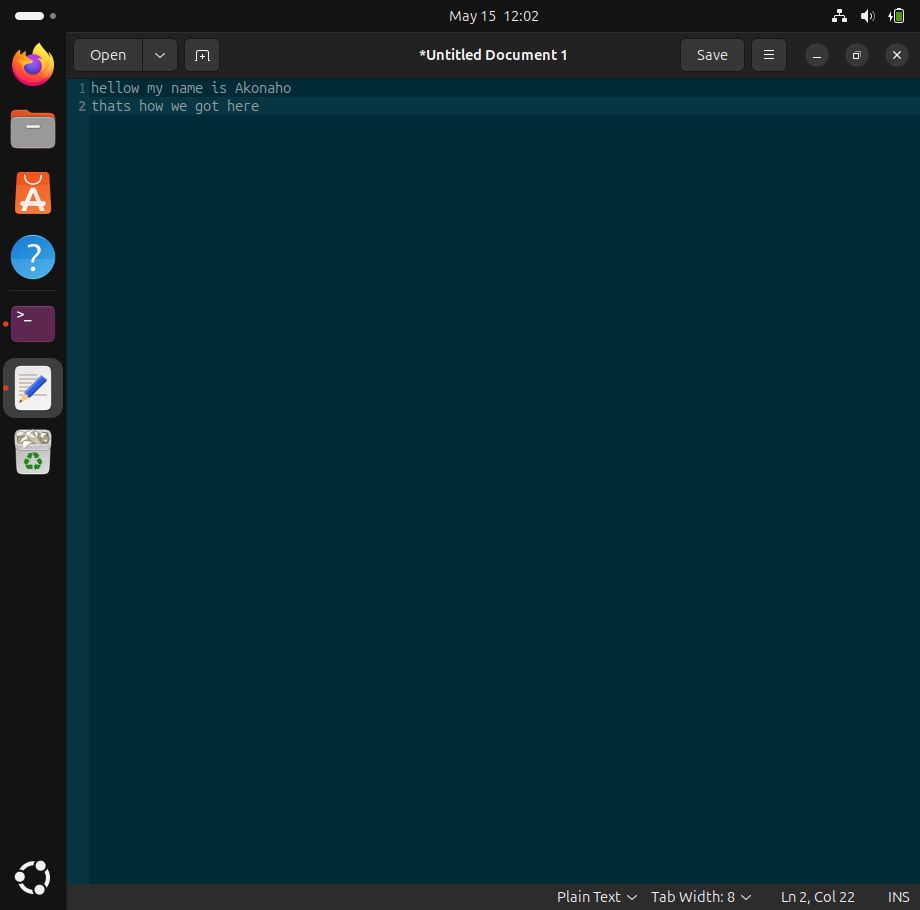 May 15 12:02
Open
*Untitled Document 1
Save
1 hellow my name is Akonaho
2 thats how we got here
Plain Text
Tab Width: 8
Ln 2, Col 22
INS